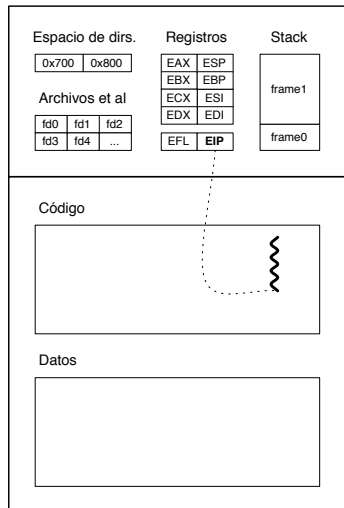 Espacio de dirs.
0x700 0x800
Archivos et al
fd0 fd1 fd2
fd3 fd4 ...
Registros
EAX ESP
EBX EBP
ECX ESI
EDX EDI
EFL EIP
Stack
frame1
frame0
Código
Datos